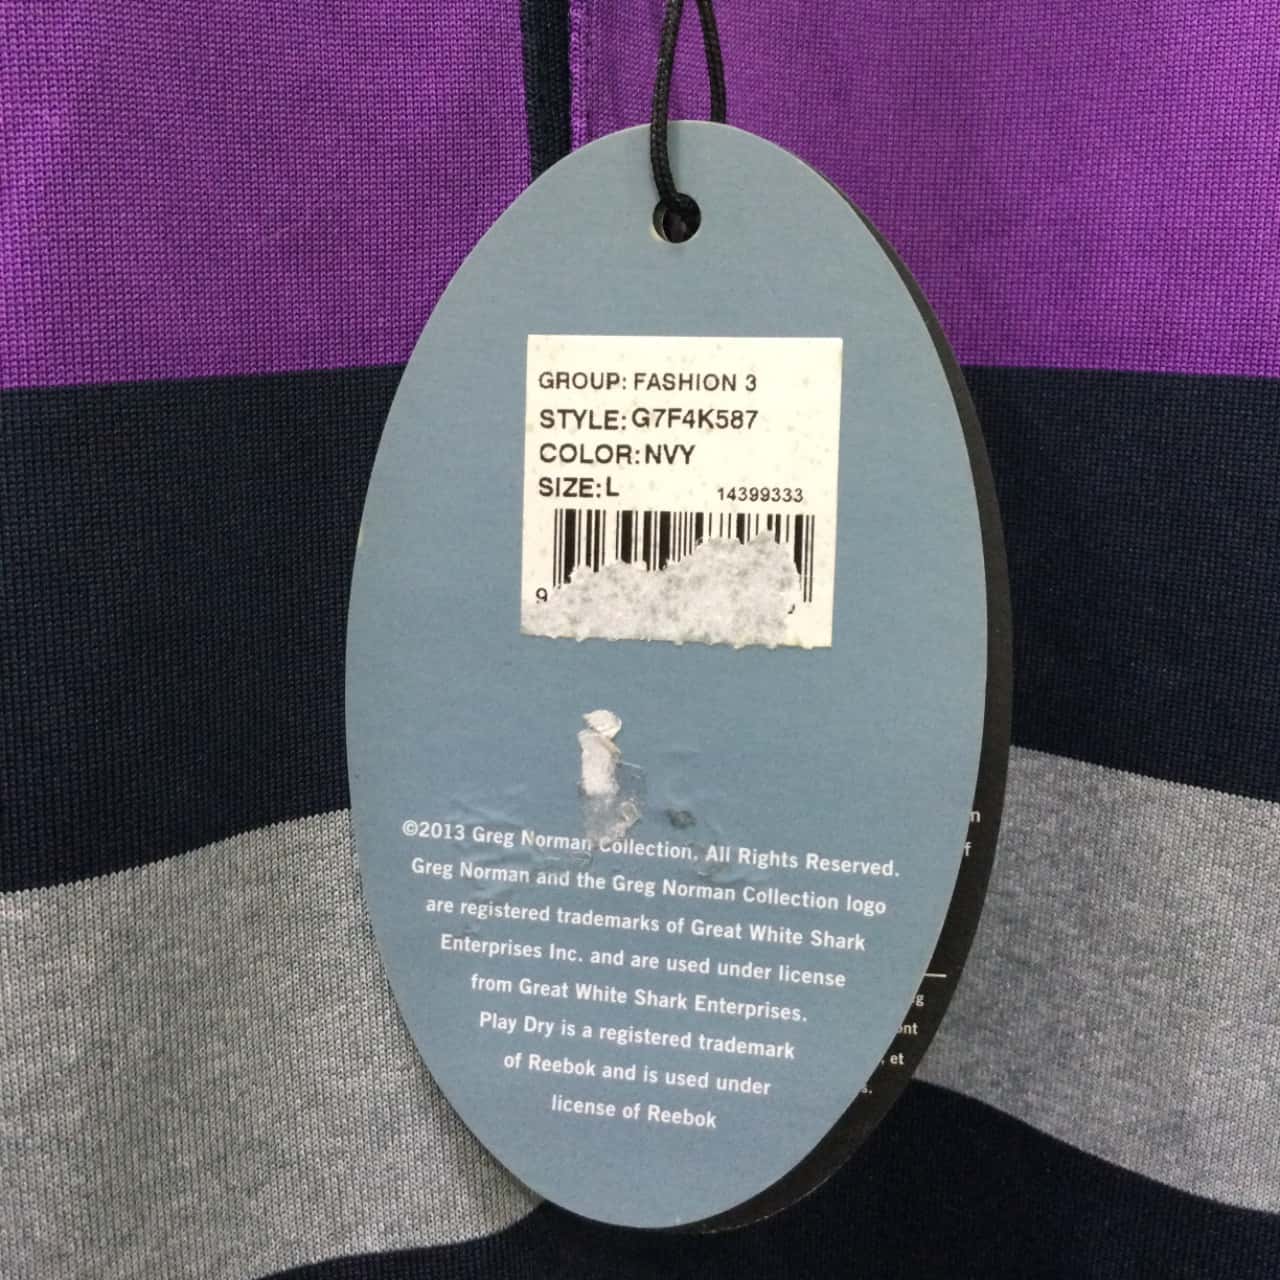 GROUP: FASHION 3
STYLE: G7F4K587
COLOR: NVY
SIZE: L 14399333
9
©2013 Greg Norman Collection. All Rights Reserved.
Greg Norman and the Greg Norman Collection logo
are registered trademarks of Great White Shark
Enterprises Inc. and are used under license
from Great White Shark Enterprises.
Play Dry is a registered trademark
of Reebok and is used under
license of Reebok
et